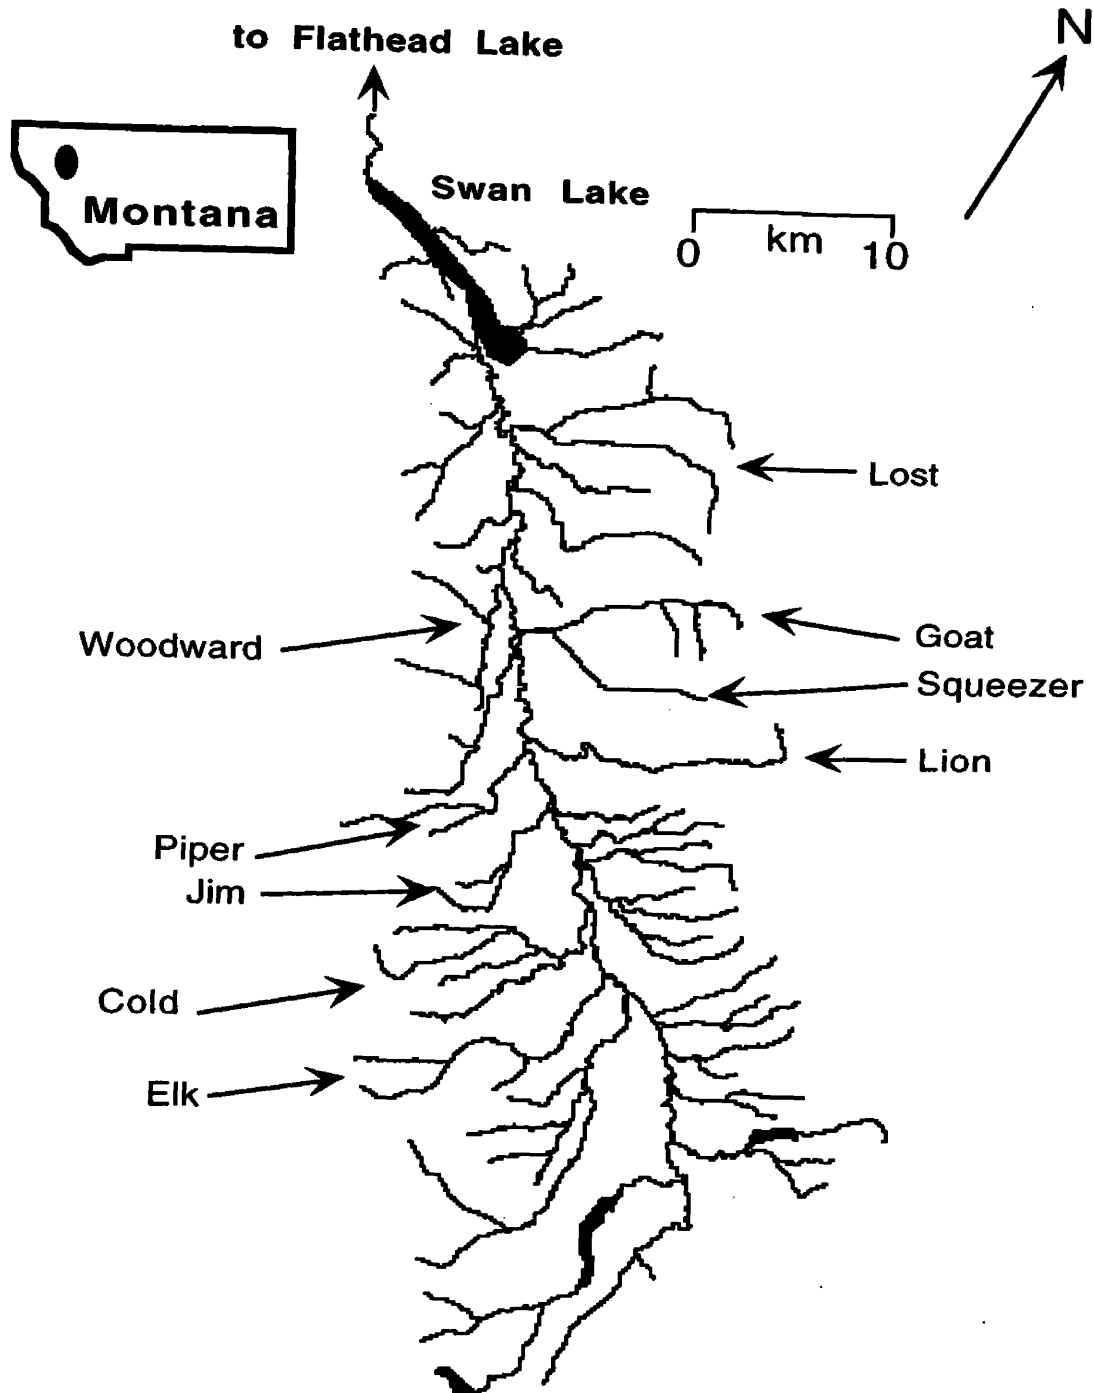 to Flathead Lake
N
Montana
Swan Lake
0 km 10
Lost
Woodward
Goat
Squeezer
Lion
Piper
Jim
Cold
Elk